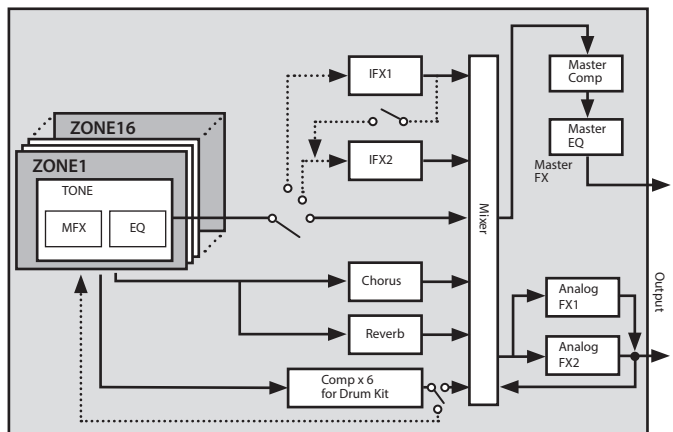 ZONE16
ZONE1
TONE
MFX
EQ
IFX1
IFX2
Chorus
Reverb
Comp x 6
for Drum Kit
Mixer
Master
Comp
Master
EQ
Master
FX
Analog
FX1
Analog
FX2
Output